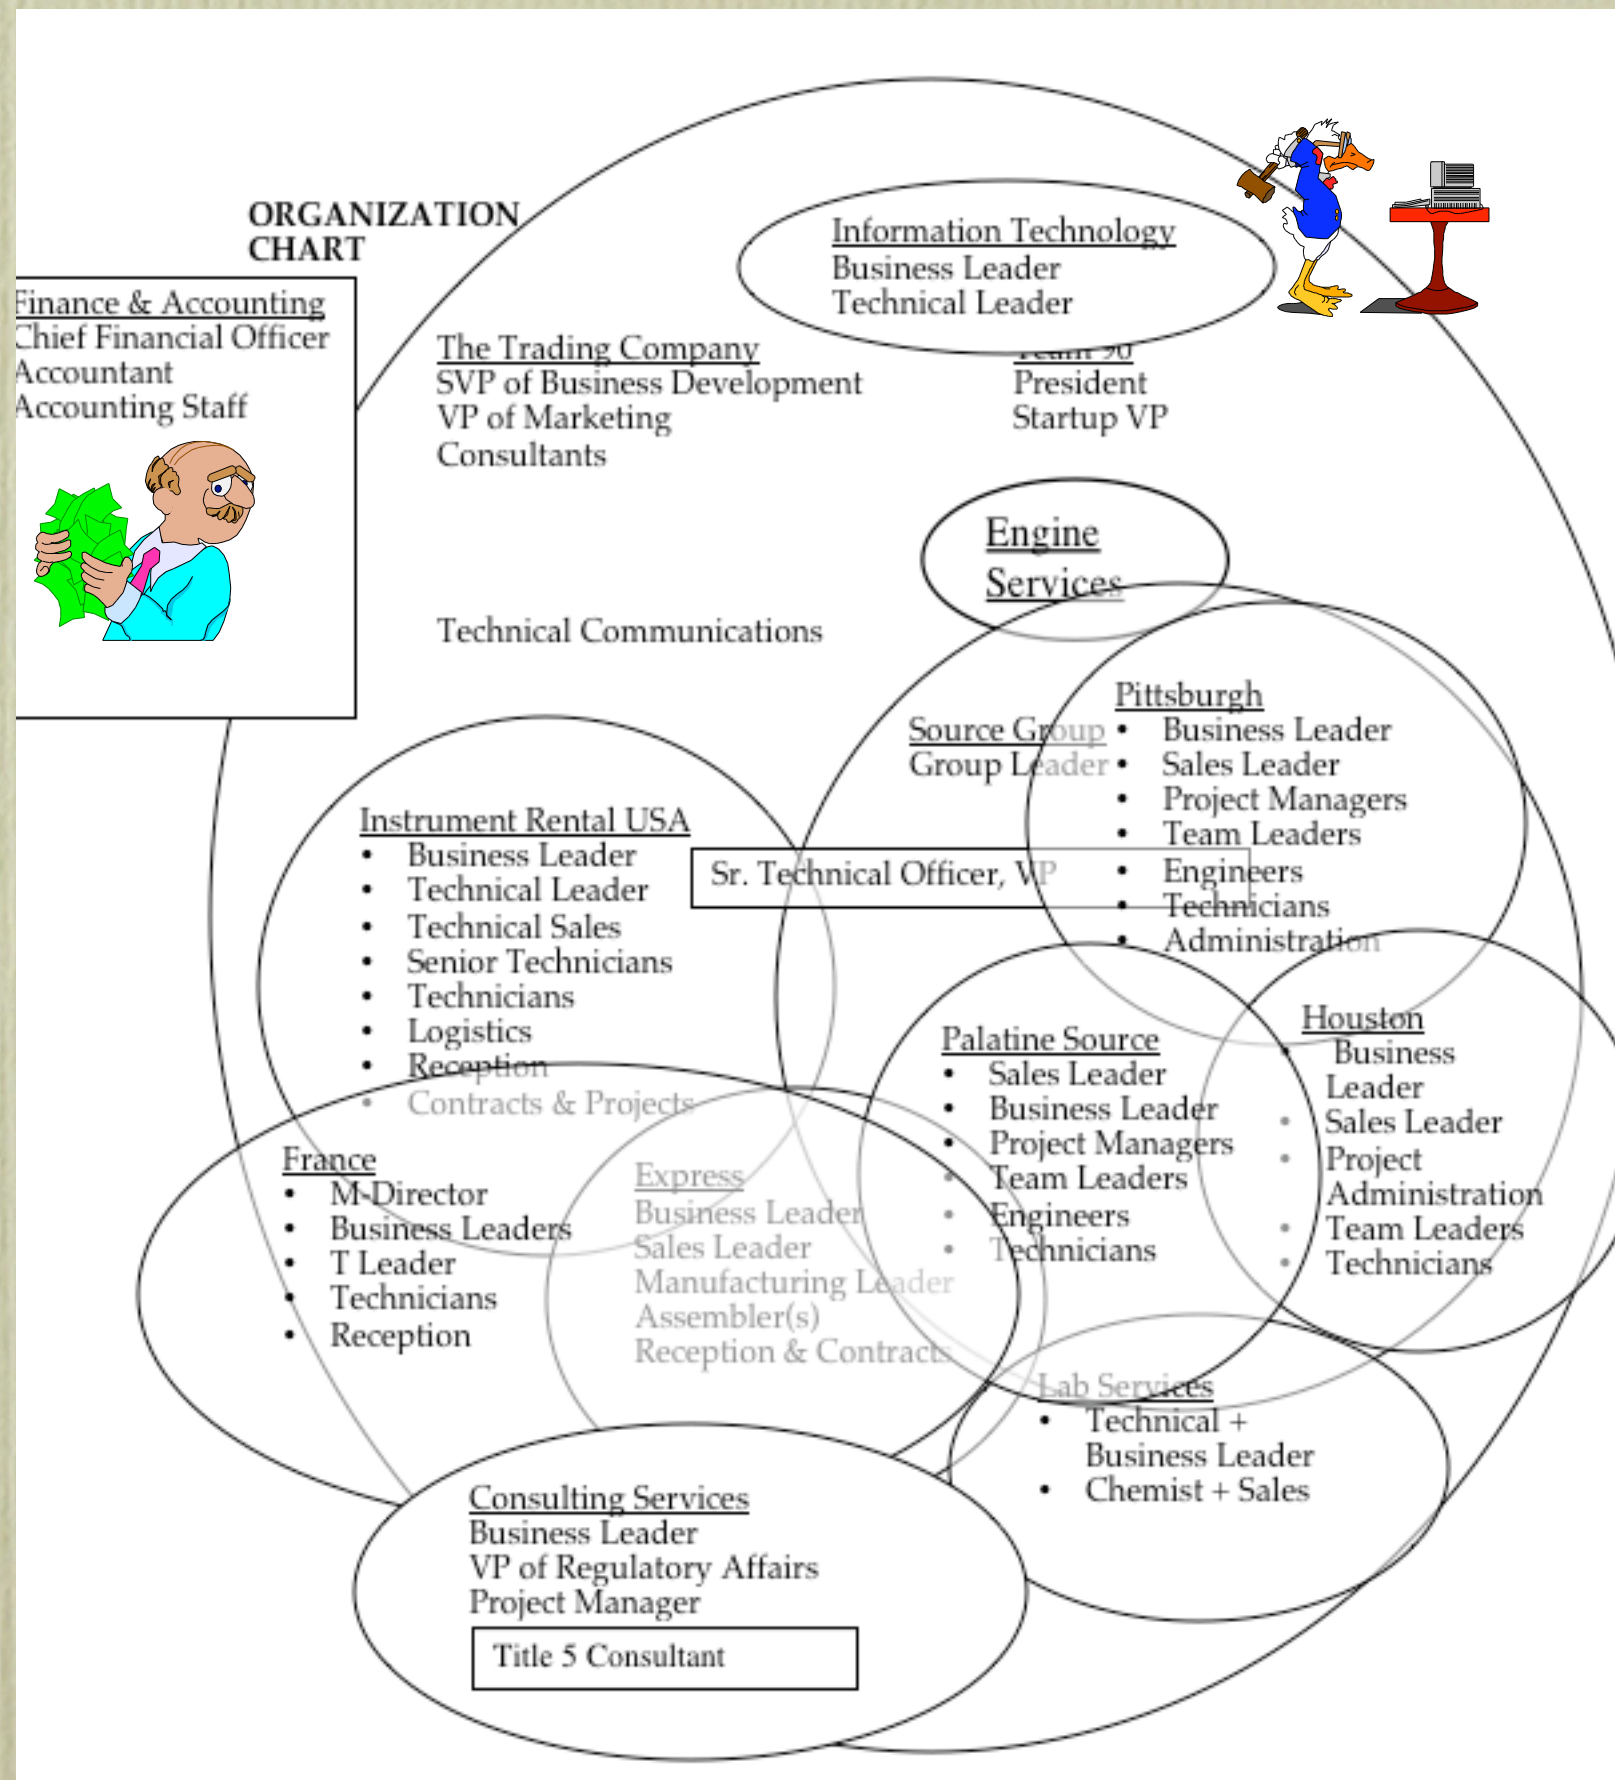 ORGANIZATION
CHART
Finance & Accounting
Chief Financial Officer
Accountant
Accounting Staff
Information Technology
Business Leader
Technical Leader
The Trading Company
SVP of Business Development
VP of Marketing
Consultants
Team 90
President
Startup VP
Engine
Services
Technical Communications
Source Group
Group Leader
Pittsburgh
• Business Leader
• Sales Leader
• Project Managers
• Team Leaders
• Engineers
• Technicians
• Administration
Instrument Rental USA
• Business Leader
• Technical Leader
• Technical Sales
• Senior Technicians
• Technicians
• Logistics
• Reception
• Contracts & Projects
Sr. Technical Officer, VP
Palatine Source
• Sales Leader
• Business Leader
• Project Managers
• Team Leaders
• Engineers
• Technicians
Houston
• Business
Leader
• Sales Leader
• Project
Administration
• Team Leaders
• Technicians
France
• M-Director
• Business Leaders
• T Leader
• Technicians
• Reception
Express
Business Leader
Sales Leader
Manufacturing Leader
Assembler(s)
Reception & Contracts
Lab Services
• Technical +
Business Leader
• Chemist + Sales
Consulting Services
Business Leader
VP of Regulatory Affairs
Project Manager
Title 5 Consultant